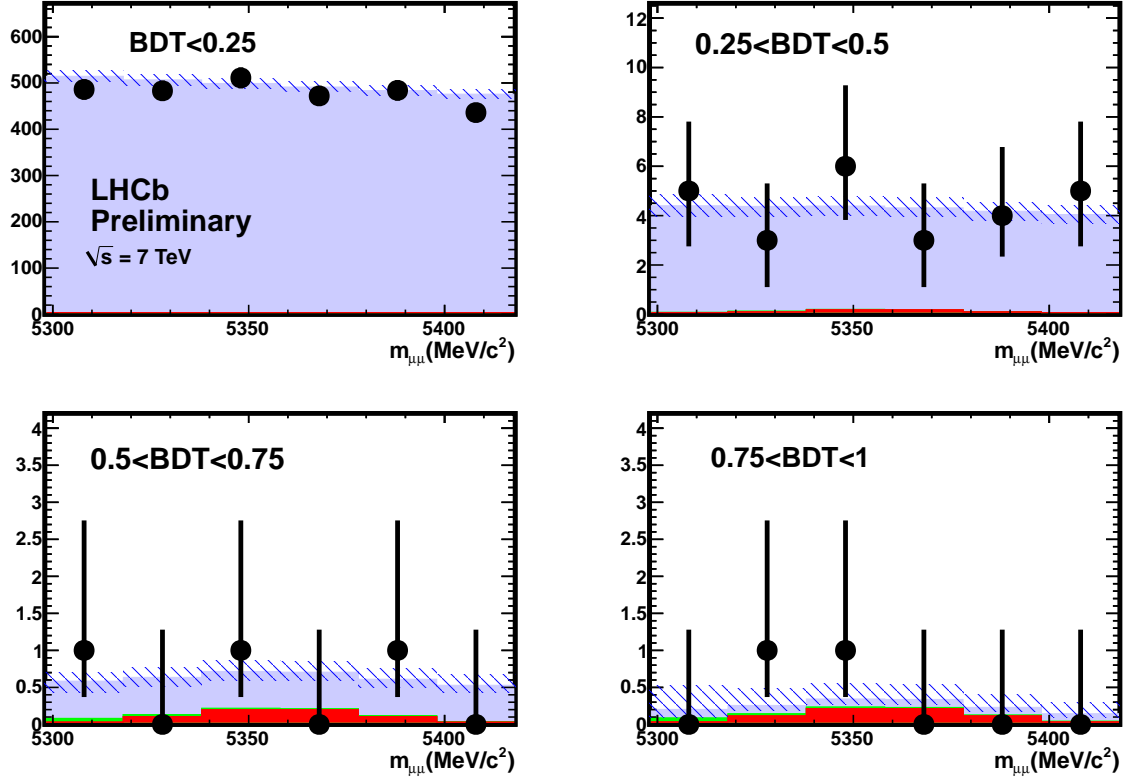 BDT<0.25
600
500
400
300
200
100
0
LHCb
Preliminary
√s = 7 TeV
5300 5350 5400
mμμ(MeV/c²)
0.25<BDT<0.5
12
10
8
6
4
2
0
5300 5350 5400
mμμ(MeV/c²)
0.5<BDT<0.75
4
3.5
3
2.5
2
1.5
1
0.5
0
5300 5350 5400
mμμ(MeV/c²)
0.75<BDT<1
4
3.5
3
2.5
2
1.5
1
0.5
0
5300 5350 5400
mμμ(MeV/c²)